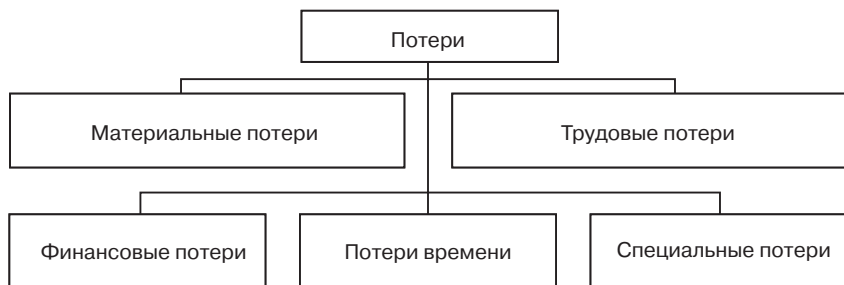 Потери
Материальные потери
Трудовые потери
Финансовые потери
Потери времени
Специальные потери